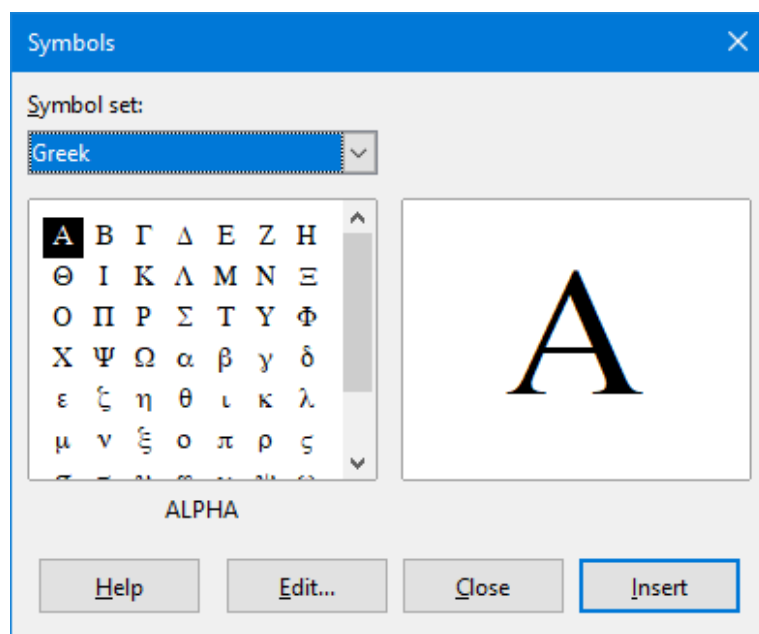 Symbols
Symbol set:
Greek
Α Β Γ Δ Ε Ζ Η
Θ Ι Κ Λ Μ Ν Ξ
Ο Π Ρ Σ Τ Υ Φ
Χ Ψ Ω α β γ δ
ε ζ η θ ι κ λ
μ ν ξ ο π ρ ς
Α
ALPHA
Help Edit... Close Insert